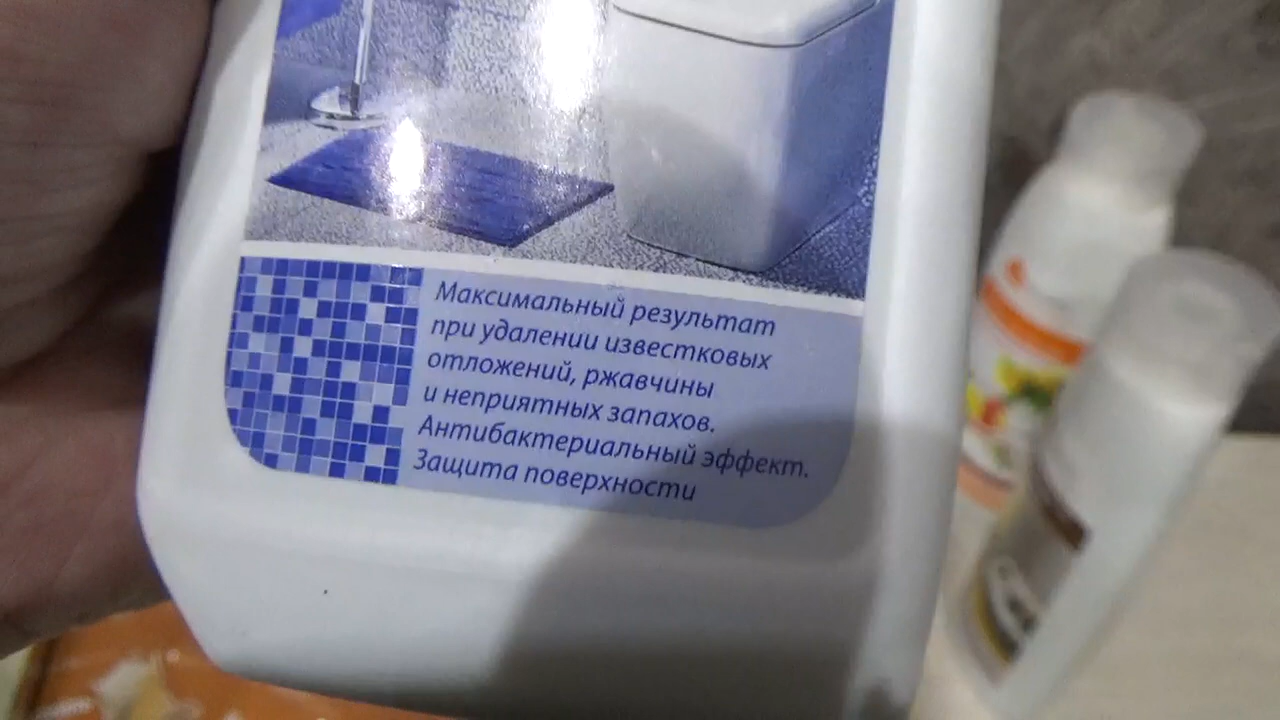 Максимальный результат
при удалении известковых
отложений, ржавчины
и неприятных запахов.
Антибактериальный эффект.
Защита поверхности